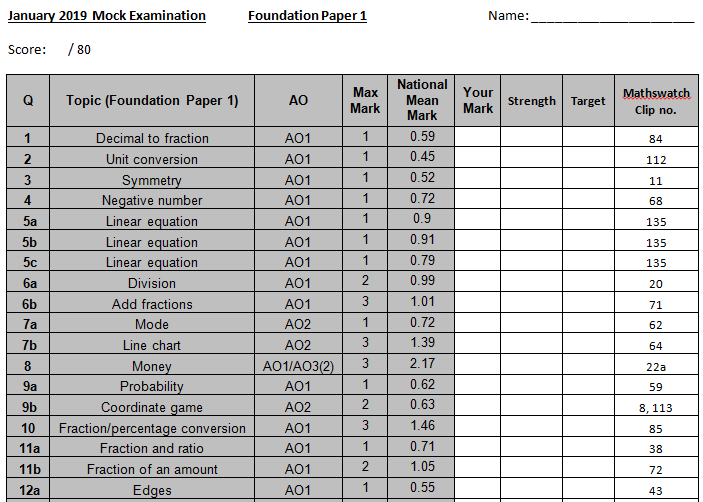 January 2019 Mock Examination Foundation Paper 1 Name: _______________________
Score: / 80
Q Topic (Foundation Paper 1) AO Max Mark National Mean Mark Your Mark Strength Target Mathswatch Clip no.
1 Decimal to fraction AO1 1 0.59 84
2 Unit conversion AO1 1 0.45 112
3 Symmetry AO1 1 0.52 11
4 Negative number AO1 1 0.72 68
5a Linear equation AO1 1 0.9 135
5b Linear equation AO1 1 0.91 135
5c Linear equation AO1 1 0.79 135
6a Division AO1 2 0.99 20
6b Add fractions AO1 3 1.01 71
7a Mode AO2 1 0.72 62
7b Line chart AO2 3 1.39 64
8 Money AO1/AO3(2) 3 2.17 22a
9a Probability AO1 1 0.62 59
9b Coordinate game AO2 2 0.63 8, 113
10 Fraction/percentage conversion AO1 3 1.46 85
11a Fraction and ratio AO1 1 0.71 38
11b Fraction of an amount AO1 2 1.05 72
12a Edges AO1 1 0.55 43